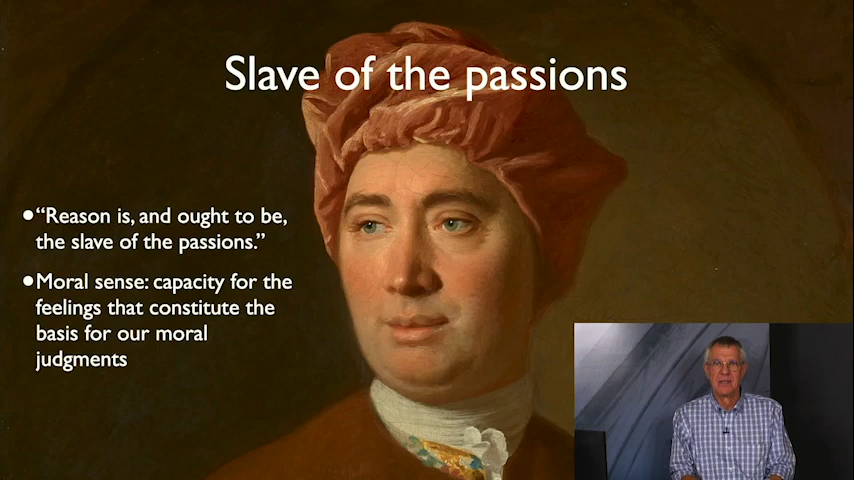 Slave of the passions
●“Reason is, and ought to be,
the slave of the passions.”
●Moral sense: capacity for the
feelings that constitute the
basis for our moral
judgments